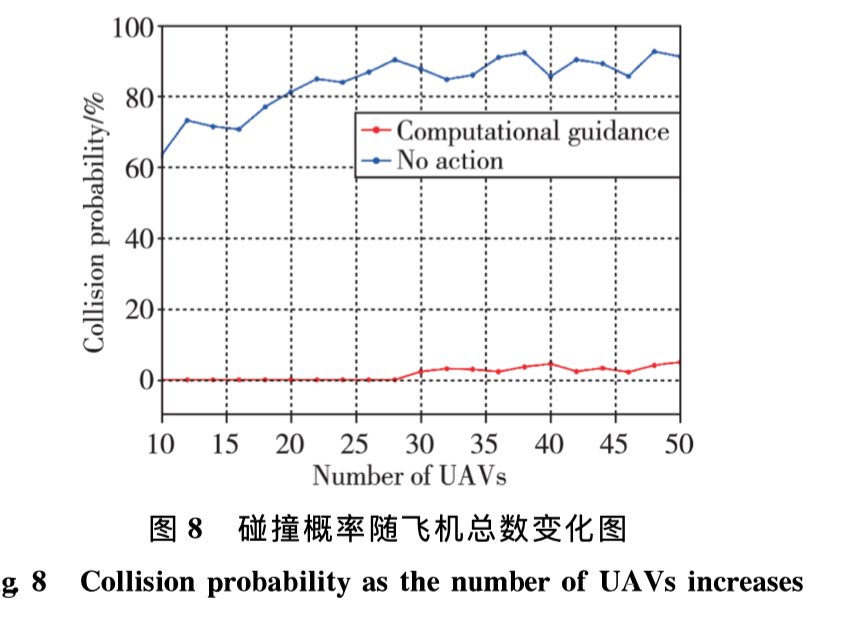 100
80
60
40
20
0
Collision probability/%
Computational guidance
No action
10 15 20 25 30 35 40 45 50
Number of UAVs
图 8 碰撞概率随飞机总数变化图
g. 8 Collision probability as the number of UAVs increases